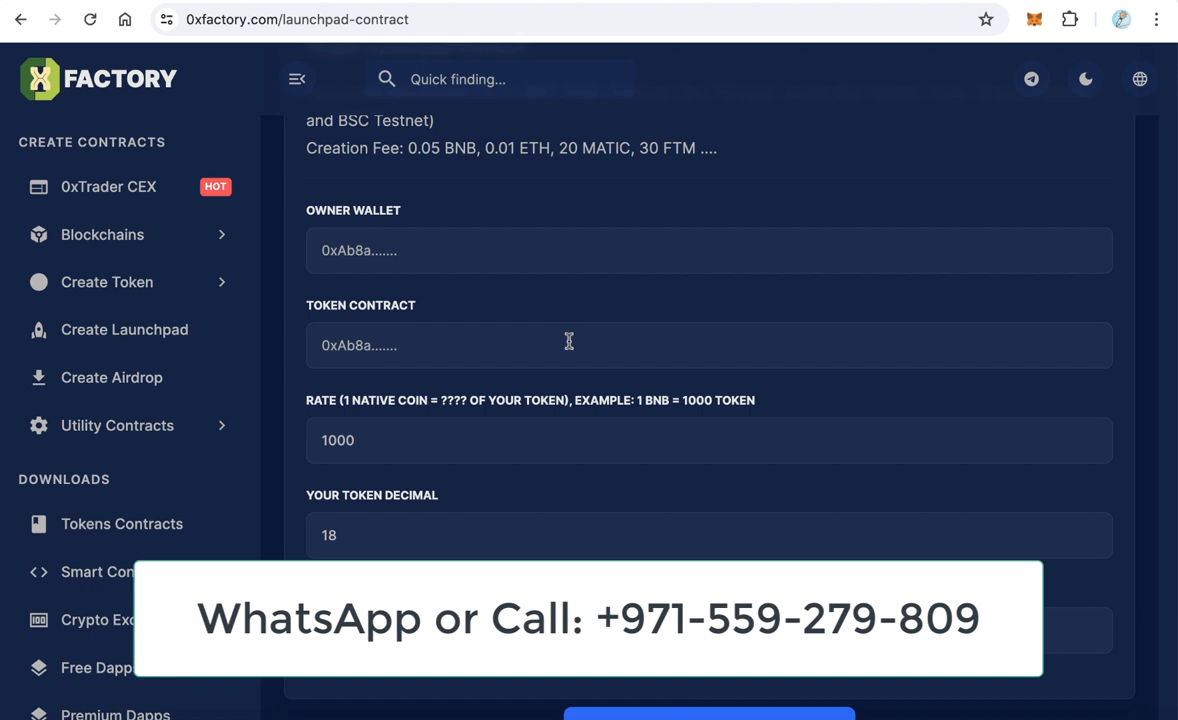 0xfactory.com/launchpad-contract
FACTORY
Quick finding...
CREATE CONTRACTS
0xTrader CEX
HOT
Blockchains
Create Token
Create Launchpad
Create Airdrop
Utility Contracts
DOWNLOADS
Tokens Contracts
Smart Con
Crypto Exc
Free Dapp
Premium Dapps
and BSC Testnet)
Creation Fee: 0.05 BNB, 0.01 ETH, 20 MATIC, 30 FTM ....
OWNER WALLET
0xAb8a.......
TOKEN CONTRACT
0xAb8a.......
RATE (1 NATIVE COIN = ???? OF YOUR TOKEN), EXAMPLE: 1 BNB = 1000 TOKEN
1000
YOUR TOKEN DECIMAL
18
WhatsApp or Call: +971-559-279-809